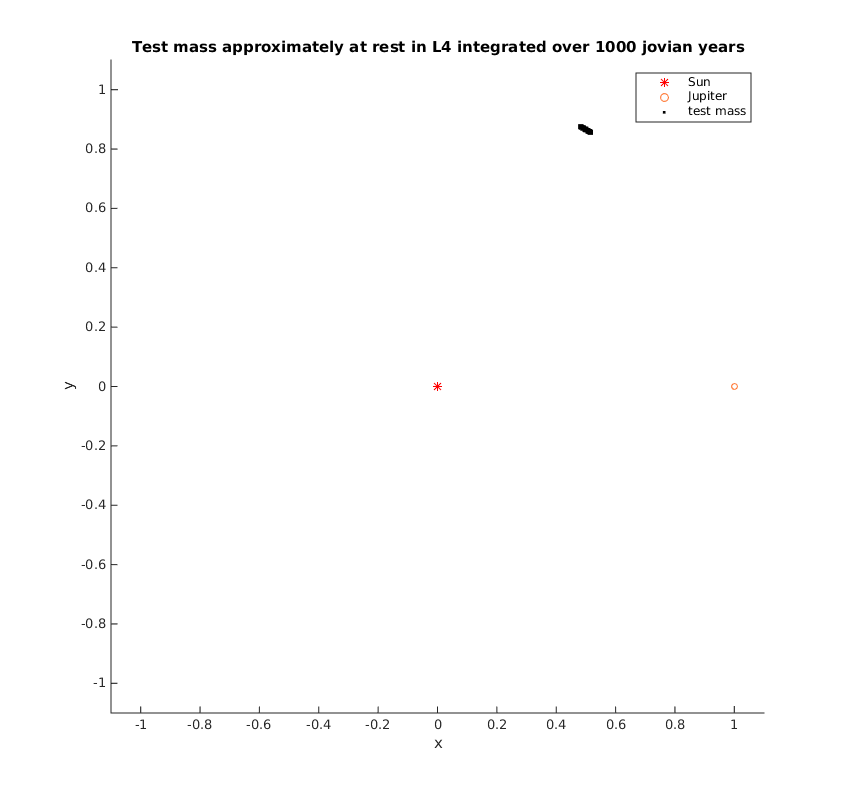 Test mass approximately at rest in L4 integrated over 1000 jovian years
Sun
Jupiter
test mass
1
0.8
0.6
0.4
0.2
0
-0.2
-0.4
-0.6
-0.8
-1
y
-1 -0.8 -0.6 -0.4 -0.2 0 0.2 0.4 0.6 0.8 1
x